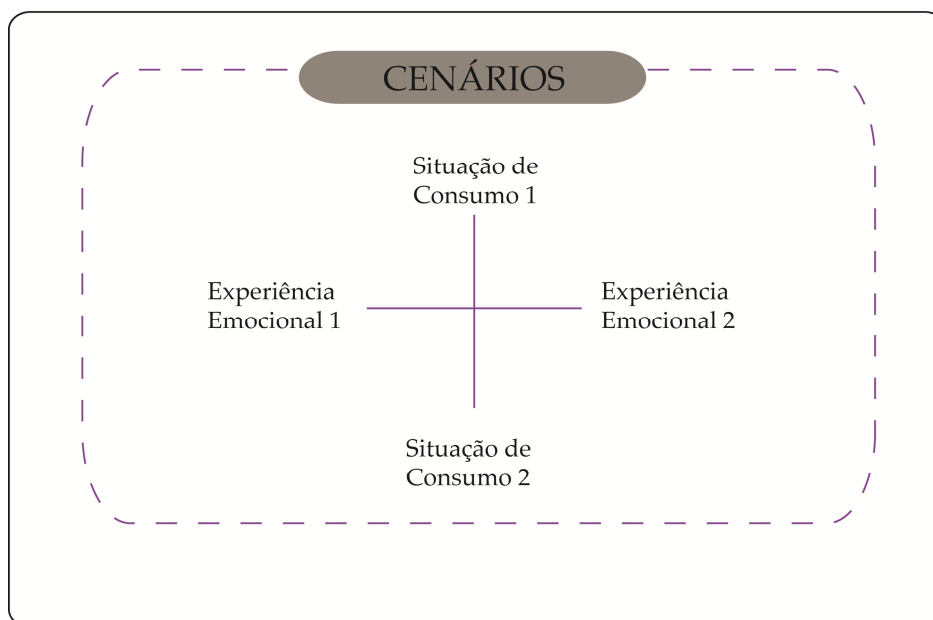 CENÁRIOS
Situação de
Consumo 1
Experiência
Emocional 1
Experiência
Emocional 2
Situação de
Consumo 2